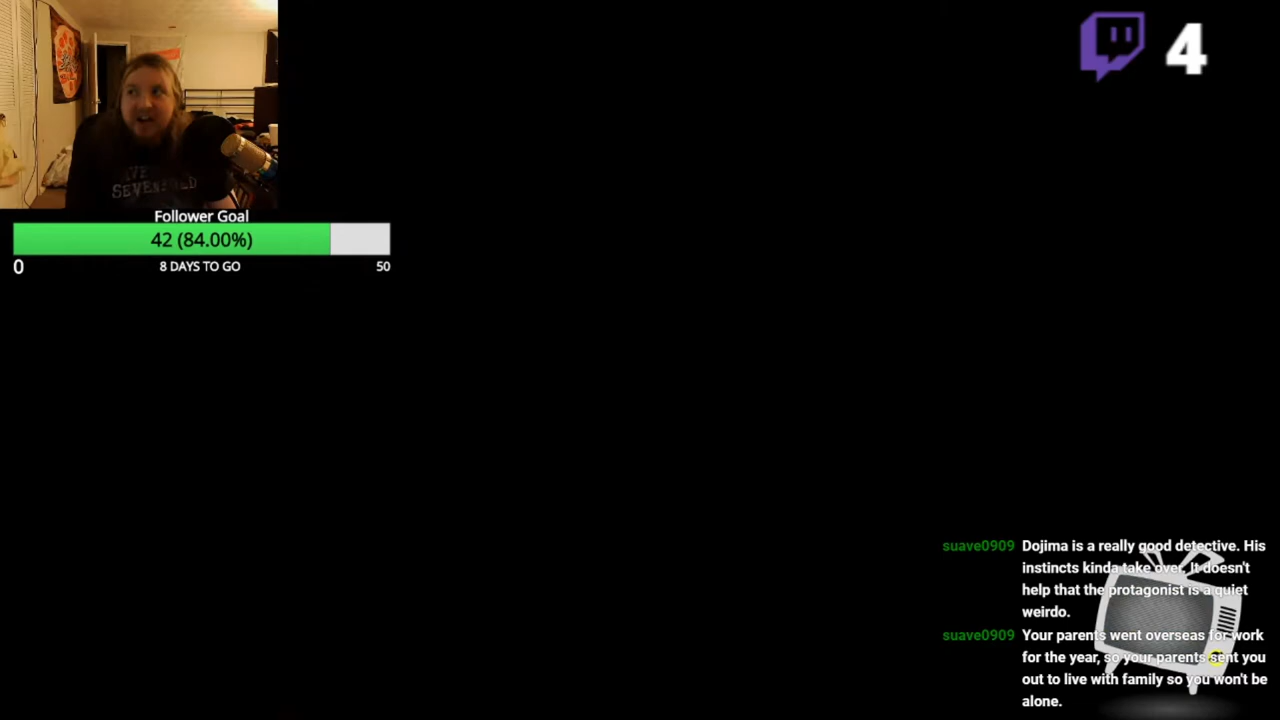 4
SEVENFOLD
Follower Goal
42 (84.00%)
0 8 DAYS TO GO 50
suave0909 Dojima is a really good detective. His
instincts kinda take over. It doesn't
help that the protagonist is a quiet
weirdo.
suave0909 Your parents went overseas for work
for the year, so your parents sent you
out to live with family so you won't be
alone.